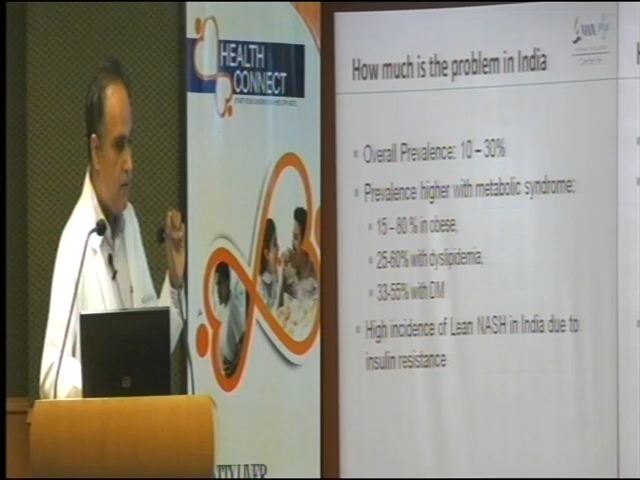 HEALTH
CONNECT
How much is the problem in India
Overall Prevalence: 10 – 30%
Prevalence higher with metabolic syndrome:
15 – 80 % in obese,
25-60% with dyslipidemia,
33-55% with DM
High incidence of Lean NASH in India due to
insulin resistance